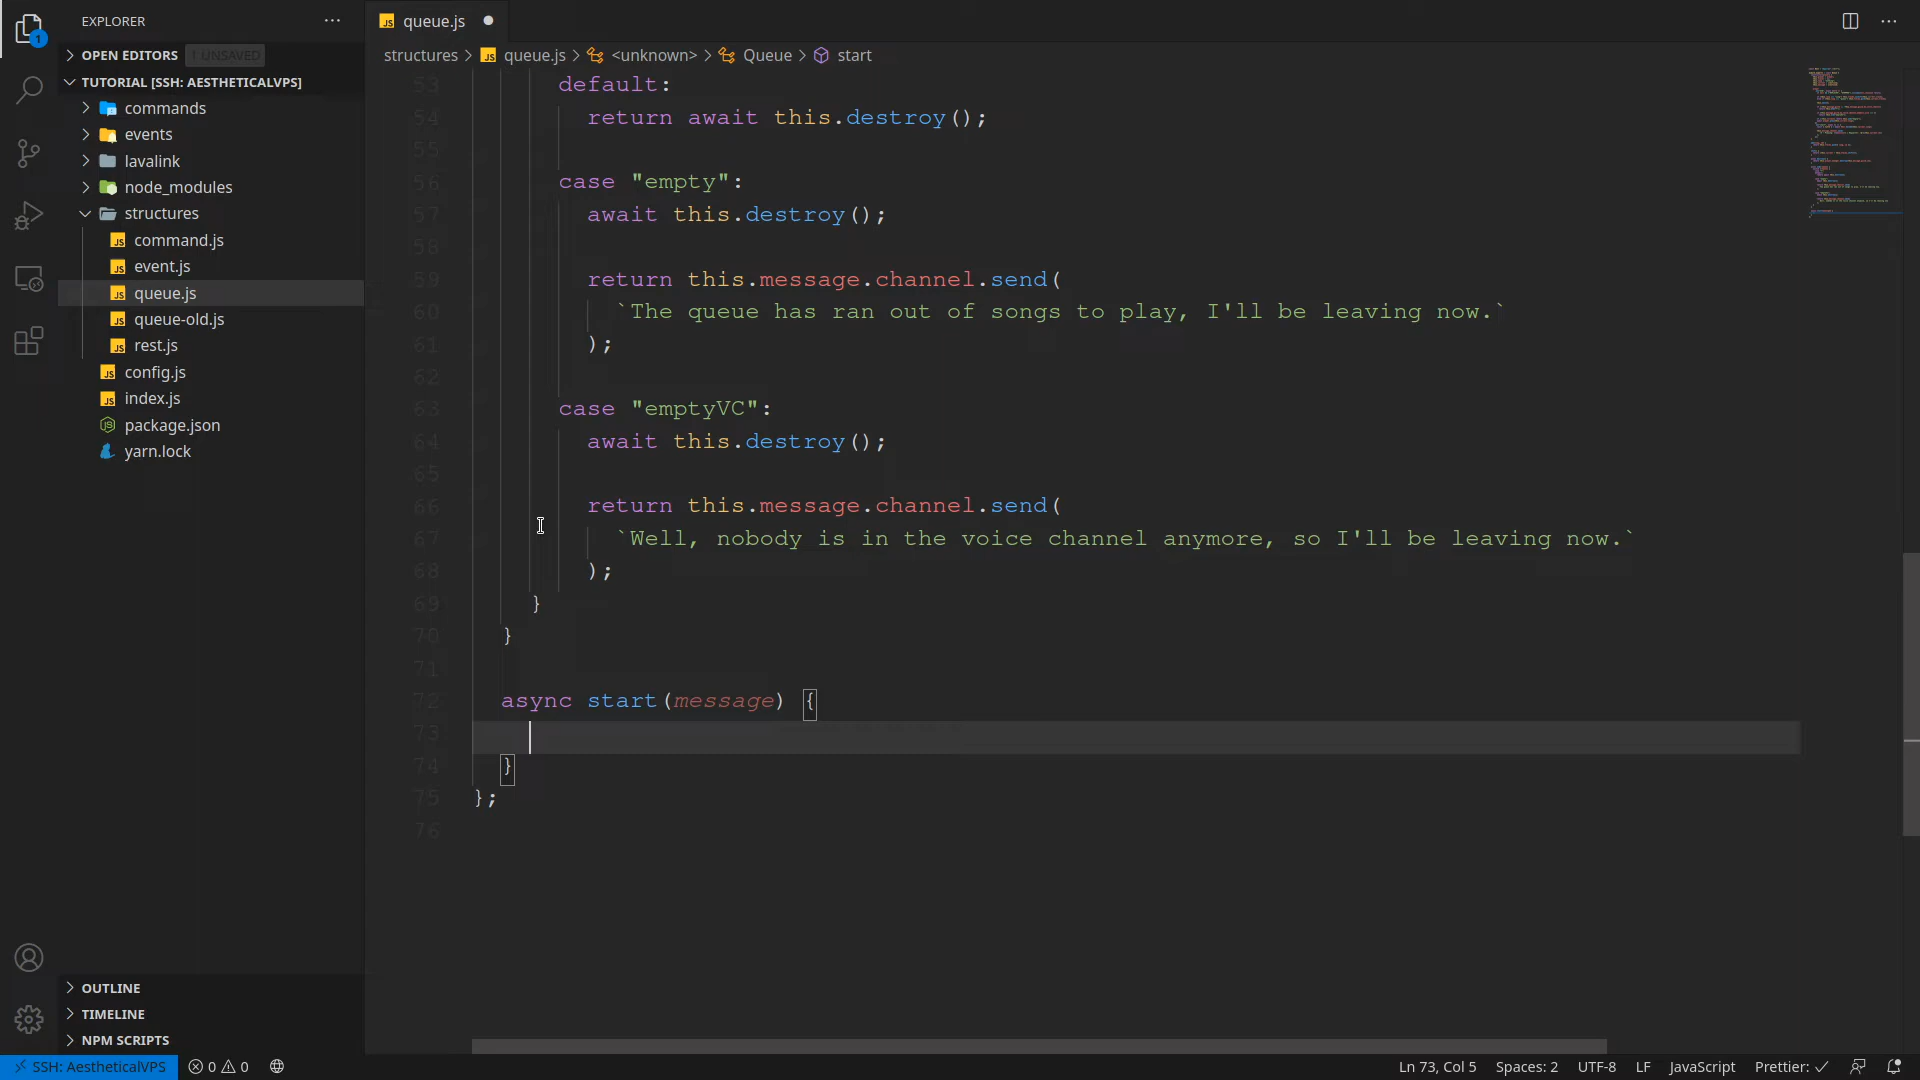 EXPLORER
OPEN EDITORS 1 UNSAVED
TUTORIAL [SSH: AESTHETICALVPS]
commands
events
lavalink
node_modules
structures
command.js
event.js
queue.js
queue-old.js
rest.js
config.js
index.js
package.json
yarn.lock
OUTLINE
TIMELINE
NPM SCRIPTS
1
queue.js
structures > queue.js > <unknown> > Queue > start
53 default:
54 return await this.destroy();
55
56 case "empty":
57 await this.destroy();
58
59 return this.message.channel.send(
60 `The queue has ran out of songs to play, I'll be leaving now.`
61 );
62
63 case "emptyVC":
64 await this.destroy();
65
66 return this.message.channel.send(
67 `Well, nobody is in the voice channel anymore, so I'll be leaving now.`
68 );
69 }
70 }
71
72 async start(message) {
73
74 }
75 };
76
SSH: AestheticalVPS 0 0 Ln 73, Col 5 Spaces: 2 UTF-8 LF JavaScript Prettier: ✓